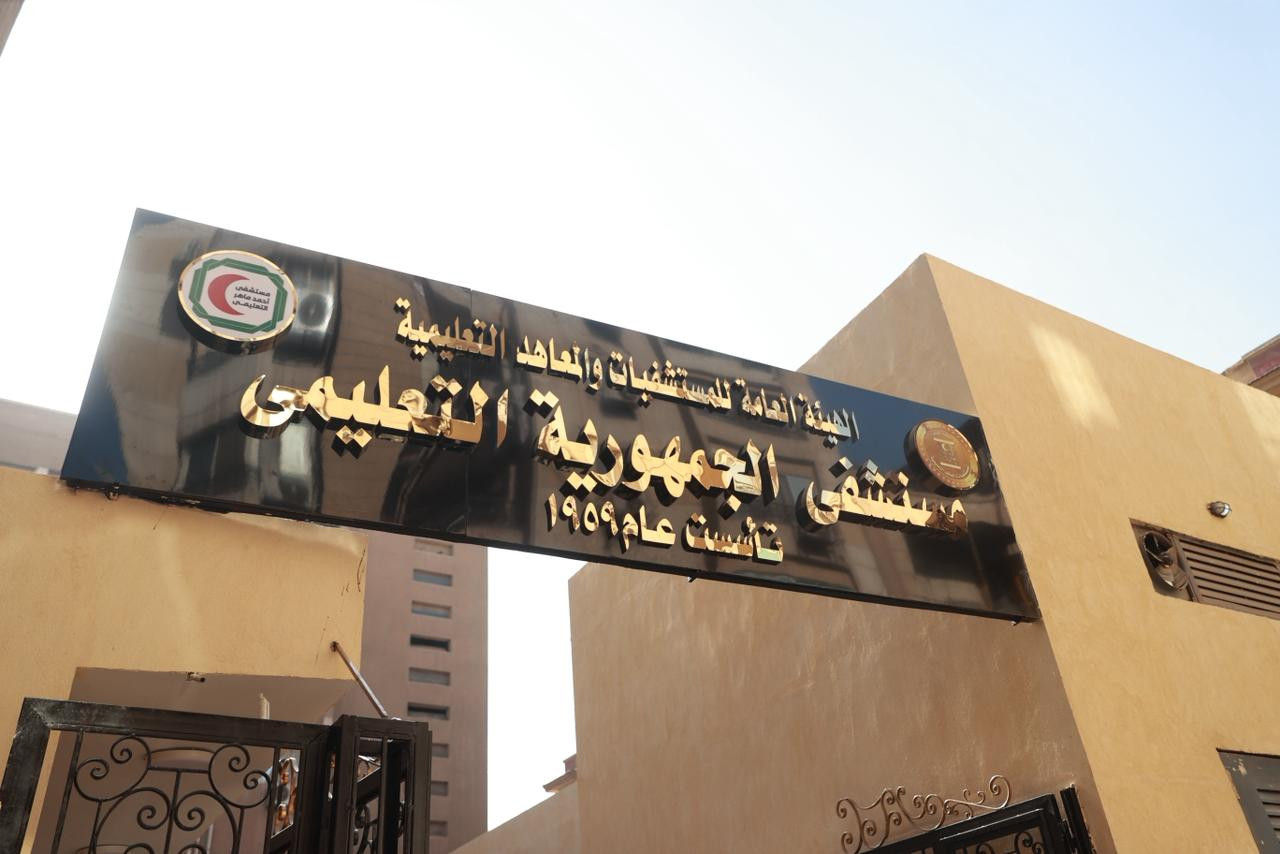 الهيئة العامة للمستشفيات والمعاهد التعليمية
مستشفى الجمهورية التعليمى
تأسست عام ١٩٥٩
مستشفى
أحمد ماهر
التعليمى